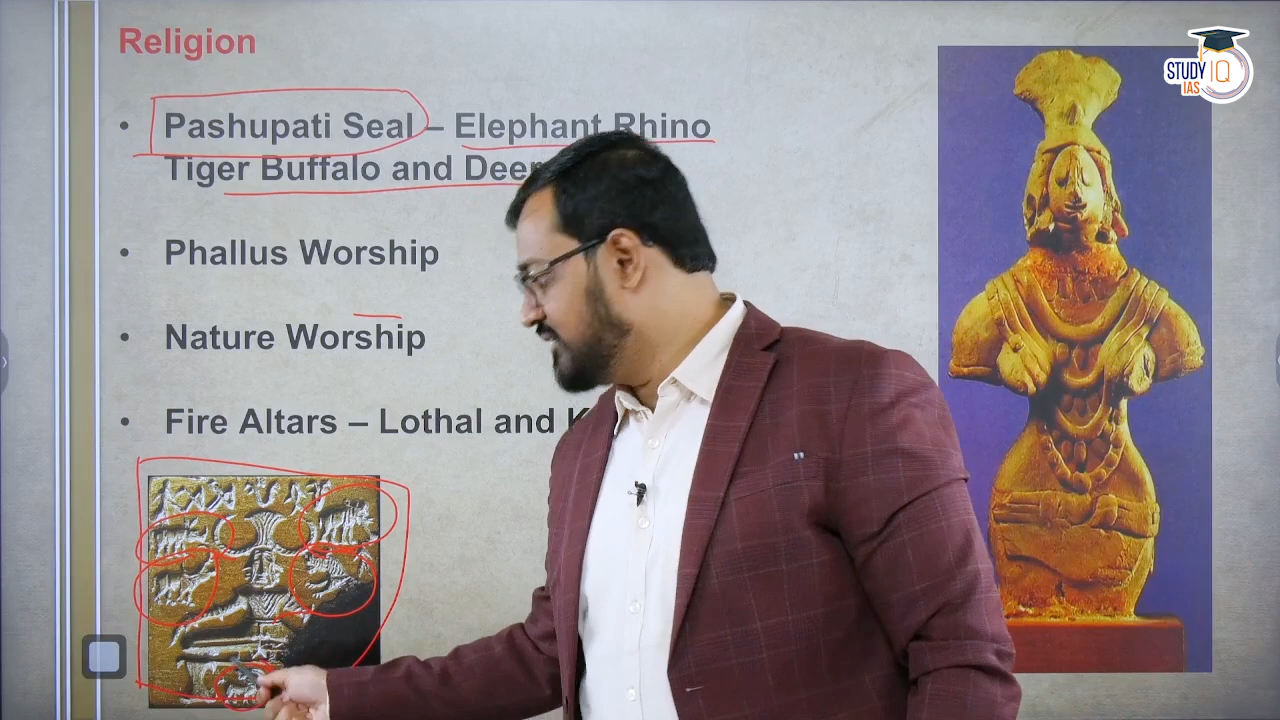 Religion
STUDY IQ
IAS
• Pashupati Seal – Elephant Rhino
Tiger Buffalo and Deer
• Phallus Worship
• Nature Worship
• Fire Altars – Lothal and